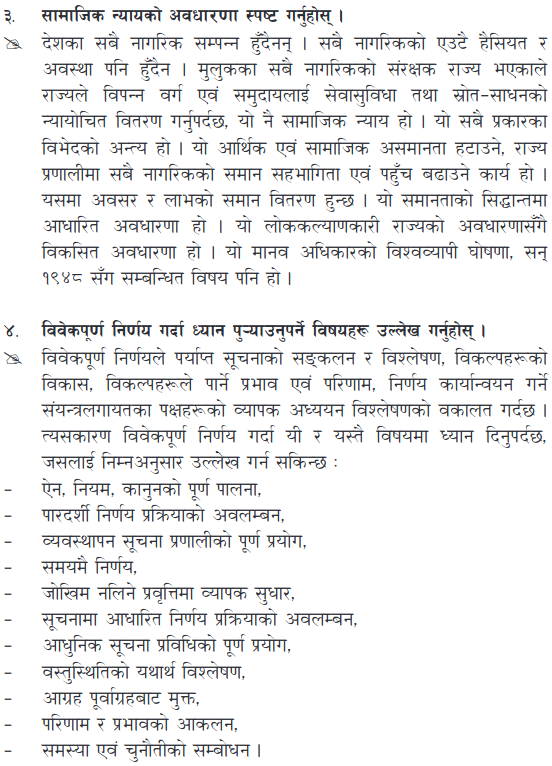 ३. सामाजिक न्यायको अवधारणा स्पष्ट गर्नुहोस् ।
देशका सबै नागरिक सम्पन्न हुँदैनन् । सबै नागरिकको एउटै हैसियत र
अवस्था पनि हुँदैन । मुलुकका सबै नागरिकको संरक्षक राज्य भएकाले
राज्यले विपन्न वर्ग एवं समुदायलाई सेवासुविधा तथा स्रोत-साधनको
न्यायोचित वितरण गर्नुपर्दछ, यो नै सामाजिक न्याय हो । यो सबै प्रकारका
विभेदको अन्त्य हो । यो आर्थिक एवं सामाजिक असमानता हटाउने, राज्य
प्रणालीमा सबै नागरिकको समान सहभागिता एवं पहुँच बढाउने कार्य हो ।
यसमा अवसर र लाभको समान वितरण हुन्छ । यो समानताको सिद्धान्तमा
आधारित अवधारणा हो । यो लोककल्याणकारी राज्यको अवधारणासँगै
विकसित अवधारणा हो । यो मानव अधिकारको विश्वव्यापी घोषणा, सन्
१९४८ सँग सम्बन्धित विषय पनि हो ।
४. विवेकपूर्ण निर्णय गर्दा ध्यान पुऱ्याउनुपर्ने विषयहरू उल्लेख गर्नुहोस् ।
विवेकपूर्ण निर्णयले पर्याप्त सूचनाको सङ्कलन र विश्लेषण, विकल्पहरूको
विकास, विकल्पहरूले पार्ने प्रभाव एवं परिणाम, निर्णय कार्यान्वयन गर्ने
संयन्त्रलगायतका पक्षहरूको व्यापक अध्ययन विश्लेषणको वकालत गर्दछ ।
त्यसकारण विवेकपूर्ण निर्णय गर्दा यी र यस्तै विषयमा ध्यान दिनुपर्दछ,
जसलाई निम्नअनुसार उल्लेख गर्न सकिन्छ :
- ऐन, नियम, कानुनको पूर्ण पालना,
- पारदर्शी निर्णय प्रक्रियाको अवलम्बन,
- व्यवस्थापन सूचना प्रणालीको पूर्ण प्रयोग,
- समयमै निर्णय,
- जोखिम नलिने प्रवृत्तिमा व्यापक सुधार,
- सूचनामा आधारित निर्णय प्रक्रियाको अवलम्बन,
- आधुनिक सूचना प्रविधिको पूर्ण प्रयोग,
- वस्तुस्थितिको यथार्थ विश्लेषण,
- आग्रह पूर्वाग्रहबाट मुक्त,
- परिणाम र प्रभावको आकलन,
- समस्या एवं चुनौतीको सम्बोधन ।